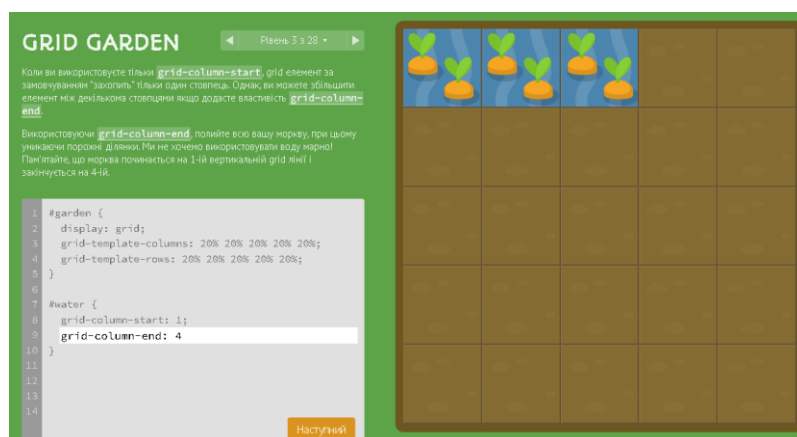 GRID GARDEN
Рівень 3 з 28
Коли ви використовуєте тільки grid-column-start, grid елемент за
замовчуванням "захопить" тільки один стовпець. Однак, ви можете збільшити
елемент між декількома стовпцями якщо додасте властивість grid-column-
end.
Використовуючи grid-column-end, полийте всю вашу моркву, при цьому
уникаючи порожні ділянки. Ми не хочемо використовувати воду марно!
Пам'ятайте, що морква починається на 1-ій вертикальній grid лінії і
закінчується на 4-ій.
1 #garden {
2 display: grid;
3 grid-template-columns: 20% 20% 20% 20% 20%;
4 grid-template-rows: 20% 20% 20% 20% 20%;
5 }
6
7 #water {
8 grid-column-start: 1;
9 grid-column-end: 4
10 }
11
12
13
14
Наступний